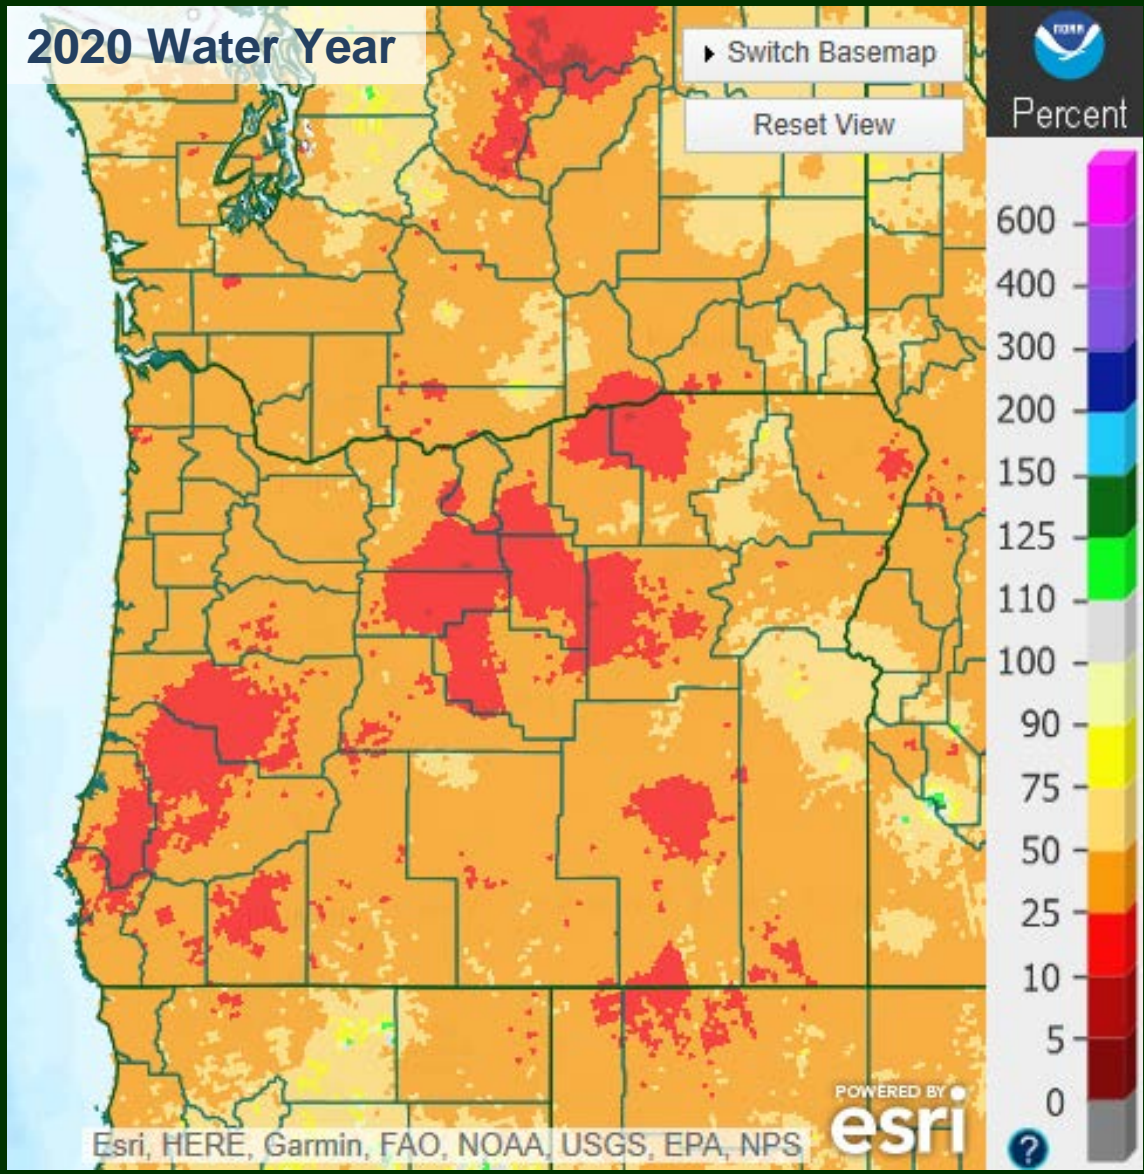 2020 Water Year
Switch Basemap
Reset View
NOAA
Percent
600
400
300
200
150
125
110
100
90
75
50
25
10
5
0
?
POWERED BY
esri
Esri, HERE, Garmin, FAO, NOAA, USGS, EPA, NPS